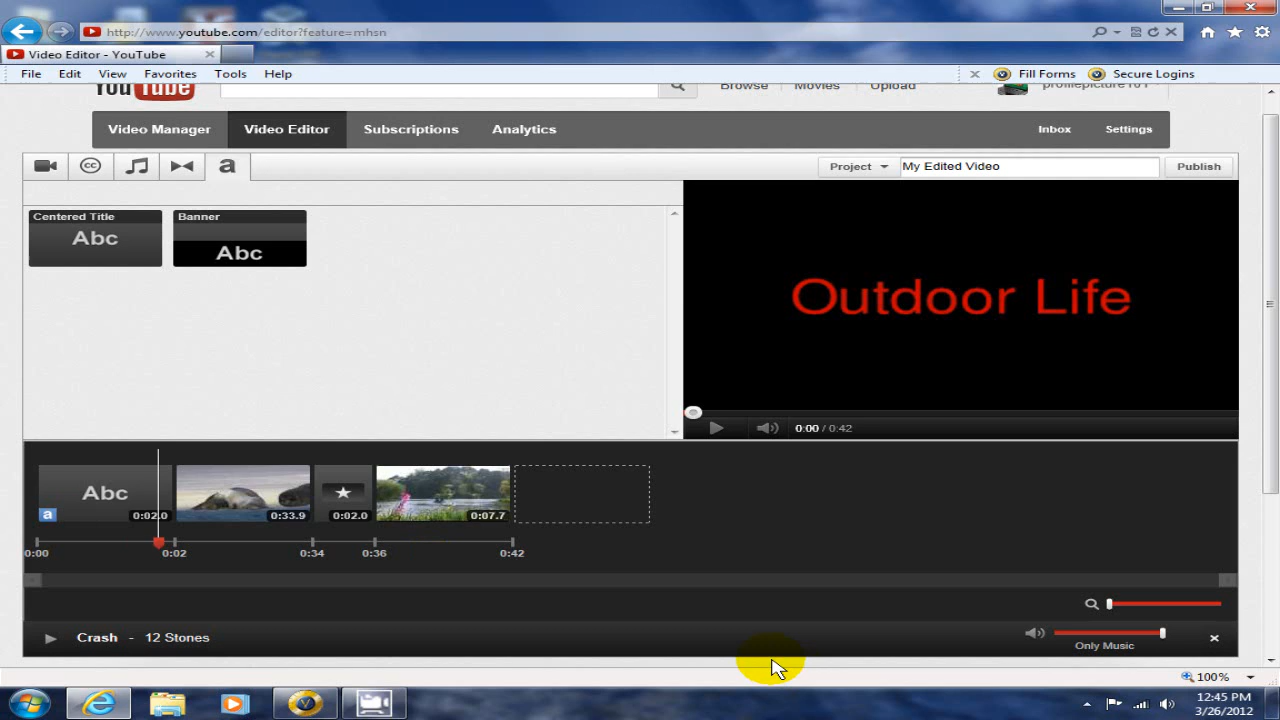 http://www.youtube.com/editor?feature=mhsn
Video Editor - YouTube
File Edit View Favorites Tools Help
Fill Forms Secure Logins
YouTube Browse Movies Upload profilepicture101
Video Manager Video Editor Subscriptions Analytics Inbox Settings
CC a Project My Edited Video Publish
Centered Title Banner
Abc Abc
Outdoor Life
0:00 / 0:42
Abc
a 0:02.0 0:33.9 0:02.0 0:07.7
0:00 0:02 0:34 0:36 0:42
Crash - 12 Stones
Only Music
100%
12:45 PM
3/26/2012